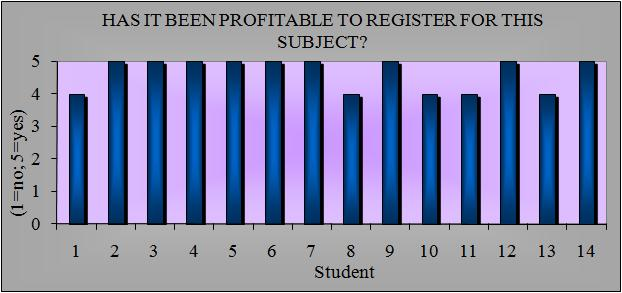 HAS IT BEEN PROFITABLE TO REGISTER FOR THIS
SUBJECT?
(1=no; 5=yes)
5
4
3
2
1
0
1 2 3 4 5 6 7 8 9 10 11 12 13 14
Student